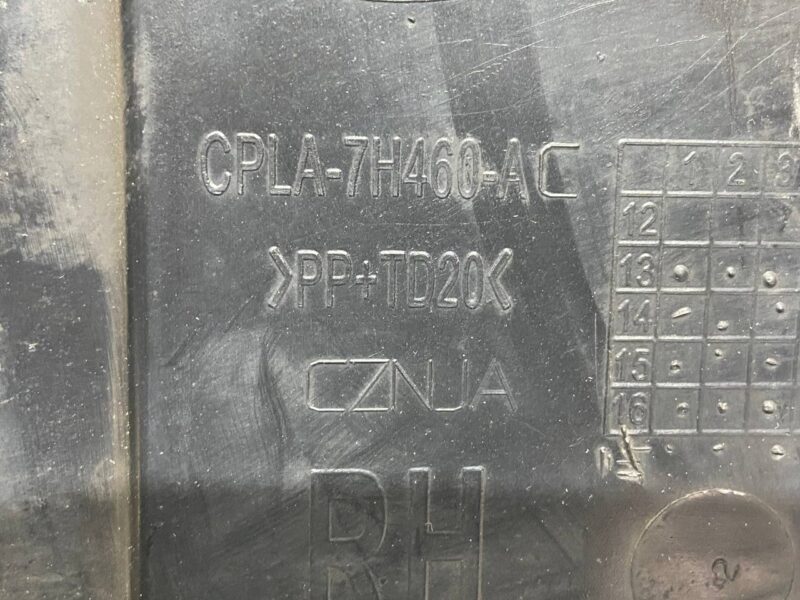 CPLA-7H460-AC
>PP+TD20<
CZNJA
RH
1 2 3
12
13
14
15
16